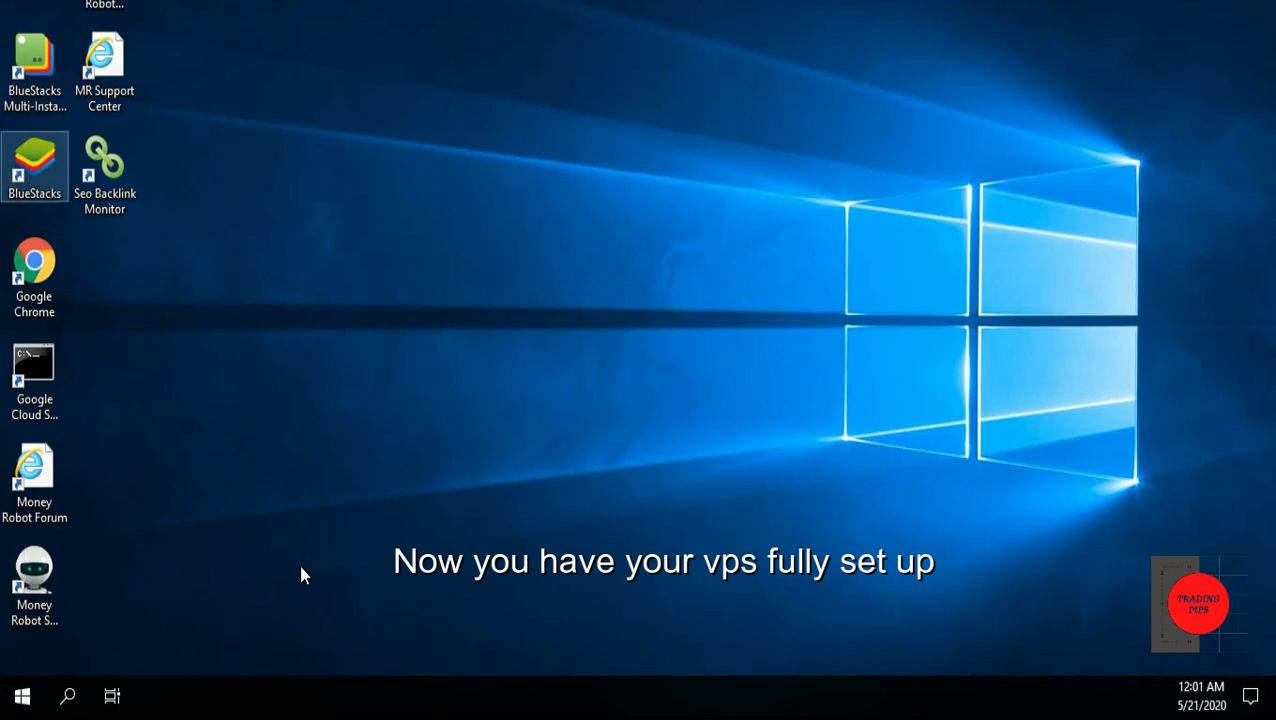 Robot...
BlueStacks
Multi-Insta...
MR Support
Center
BlueStacks
Seo Backlink
Monitor
Google
Chrome
C:\_
Google
Cloud S...
Money
Robot Forum
Money
Robot S...
Now you have your vps fully set up
TRADING
PIPS
12:01 AM
5/21/2020